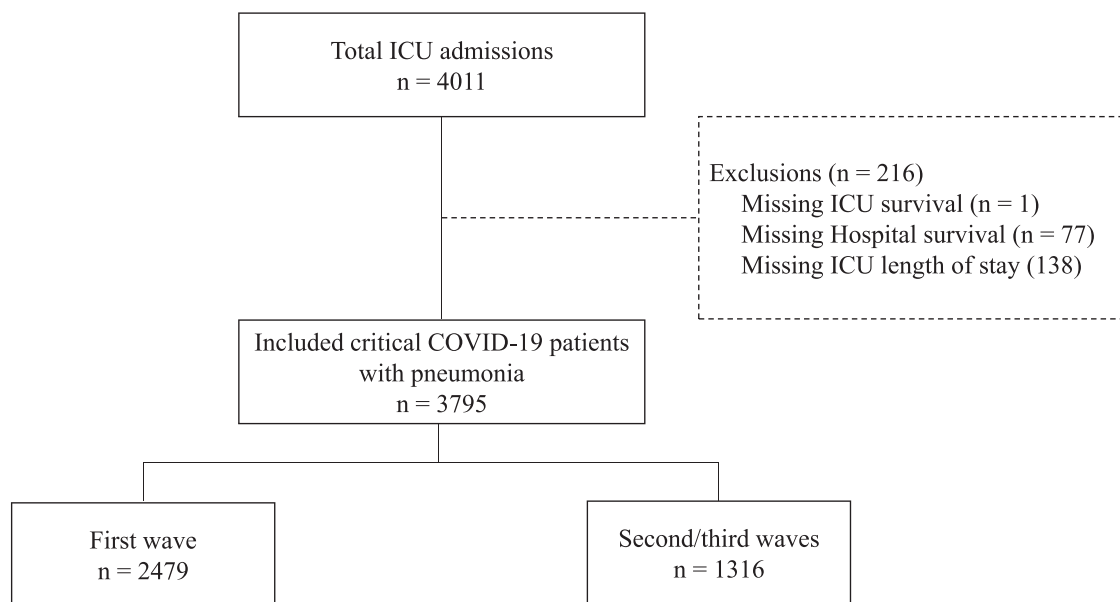 Total ICU admissions
n = 4011
Exclusions (n = 216)
Missing ICU survival (n = 1)
Missing Hospital survival (n = 77)
Missing ICU length of stay (138)
Included critical COVID-19 patients
with pneumonia
n = 3795
First wave
n = 2479
Second/third waves
n = 1316